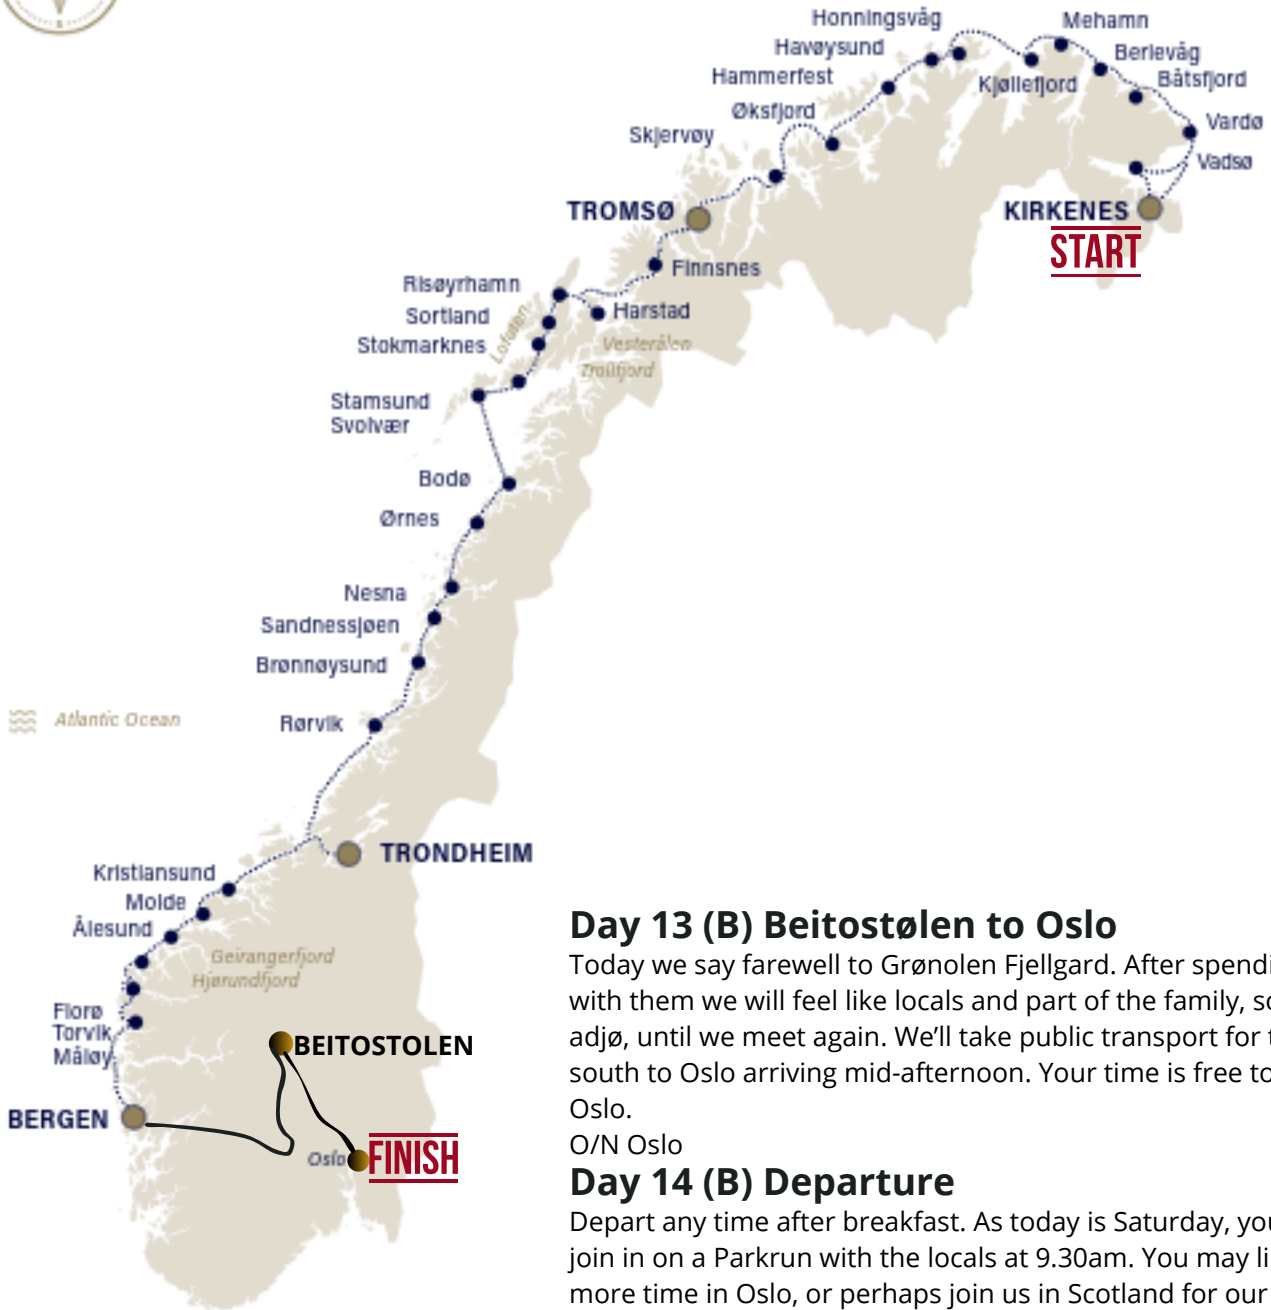 Honningsvåg
Mehamn
Havøysund
Berlevåg
Hammerfest
Kjøllefjord
Båtsfjord
Øksfjord
Skjervøy
Vardø
Vadsø
TROMSØ
KIRKENES
START
Finnsnes
Risøyrhamn
Harstad
Sortland
Lofoten
Stokmarknes
Vesterålen
Trollfjord
Stamsund
Svolvær
Bodø
Ørnes
Nesna
Sandnessjøen
Brønnøysund
Atlantic Ocean
Rørvik
TRONDHEIM
Kristiansund
Molde
Ålesund
Geirangerfjord
Hjørundfjord
Florø
Torvik
Måløy
BEITOSTOLEN
BERGEN
Oslo
FINISH
Day 13 (B) Beitostølen to Oslo
Today we say farewell to Grønolen Fjellgard. After spendi
with them we will feel like locals and part of the family, so
adjø, until we meet again. We'll take public transport for t
south to Oslo arriving mid-afternoon. Your time is free to
Oslo.
O/N Oslo
Day 14 (B) Departure
Depart any time after breakfast. As today is Saturday, you
join in on a Parkrun with the locals at 9.30am. You may li
more time in Oslo, or perhaps join us in Scotland for our